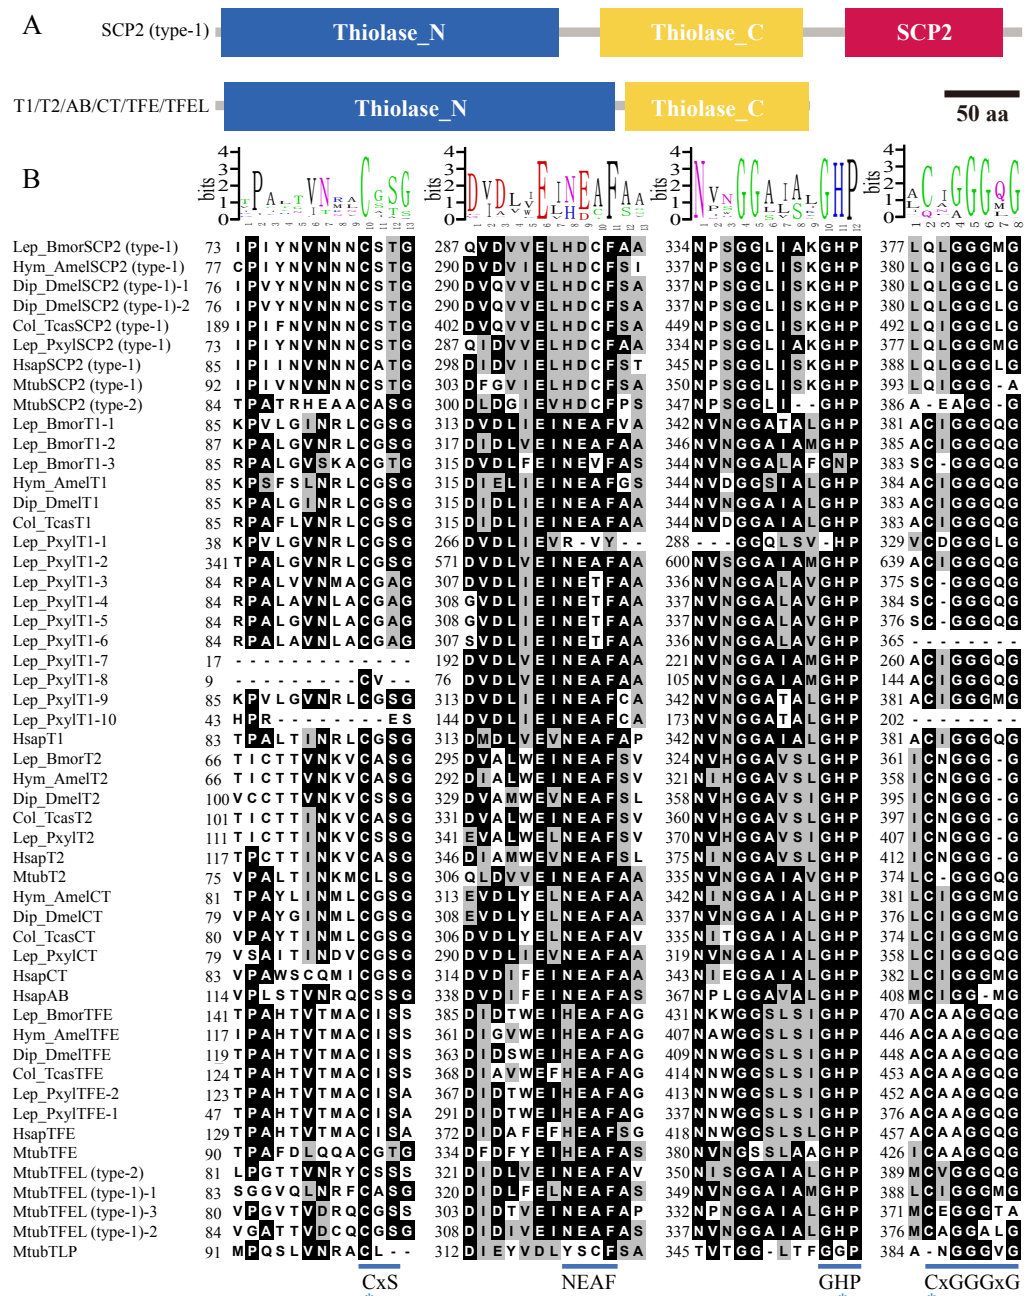 A
SCP2 (type-1) Thiolase_N Thiolase_C SCP2
T1/T2/AB/CT/TFE/TFEL Thiolase_N Thiolase_C
50 aa
B
Lep_BmorSCP2 (type-1) 73 IPIYNVNNNCSTG 287 QVDVVELHDCFAA 334 NPSGGLIAKGHP 377 LQLGGGMG
Hym_AmelSCP2 (type-1) 77 CPIYNVNNNCSTG 290 DVDVIELHDCFSI 337 NPSGGLISKGHP 380 LQIGGGLG
Dip_DmelSCP2 (type-1)-1 76 IPVYNVNNNCSTG 290 DVQVVELHDCFSA 337 NPSGGLISKGHP 380 LQLGGGLG
Dip_DmelSCP2 (type-1)-2 76 IPVYNVNNNCSTG 290 DVQVVELHDCFSA 337 NPSGGLISKGHP 380 LQLGGGLG
Col_TcasSCP2 (type-1) 189 IPIFNVNNNCSTG 402 DVQVVELHDCFSA 449 NPSGGLISKGHP 492 LQLGGGLG
Lep_PxylSCP2 (type-1) 73 IPIYNVNNNCSTG 287 QIDVVELHDCFAA 334 NPSGGLIAKGHP 377 LQLGGGMG
HsapSCP2 (type-1) 85 IPIINVNNNCATG 298 DIDVIELHDCFST 345 NPSGGLISKGHP 388 LQLGGGLG
MtubSCP2 (type-1) 92 IPIVNVNNNCSTG 303 DFGVIELHDCFSA 350 NPSGGLISKGHP 393 LQIGGG-A
MtubSCP2 (type-2) 84 TPATRHEAACASG 300 DLDGIEVHDCFPS 347 NPSGGLI--GHP 386 A-EAGG-G
Lep_BmorT1-1 85 KPVLGINRLCGSG 313 DVDLIEINEAFVA 342 NVNGGATALGHP 381 ACIGGGMG
Lep_BmorT1-2 87 KPALGVNRLCGSG 317 DIDLVEINEAFAA 346 NVNGGAIAMGHP 385 ACIGGGQG
Lep_BmorT1-3 85 RPALGVSKACGTG 315 DVDLFEINEVFAS 344 NVNGGALAFGNP 383 SC-GGGQG
Hym_AmelT1 85 KPSFSLNRLCGSG 315 DIELIEINEAFGS 344 NVDGGSIALGHP 384 ACIGGGQG
Dip_DmelT1 85 KPALGINRLCGSG 315 DVDLIEINEAFAA 344 NVNGGAIALGHP 383 ACIGGGQG
Col_TcasT1 85 RPAFLVNRLCGSG 315 DIDLIEINEAFAA 344 NVDGGAIALGHP 383 ACIGGGQG
Lep_PxylT1-1 38 KPVLGVNRLCGSG 266 DVDLIEVR-VY-- 288 ---GGQLSV-HP 329 VCDGGGLG
Lep_PxylT1-2 341 TPALGVNRLCGSG 571 DVDLVEINEAFAA 600 NVSGGAIAMGHP 639 ACIGGGQG
Lep_PxylT1-3 84 RPALVVNMACGAG 307 DVDLIEINETFAA 336 NVNGGALAVGHP 375 SC-GGGQG
Lep_PxylT1-4 84 RPALAVNLACGAG 308 GVDLIEINETFAA 337 NVNGGALAVGHP 384 SC-GGGQG
Lep_PxylT1-5 84 RPALAVNLACGAG 308 GVDLIEINETFAA 337 NVNGGALAVGHP 376 SC-GGGQG
Lep_PxylT1-6 84 RPALAVNLACGAG 307 SVDLIEINETFAA 336 NVNGGALAVGHP 365 --------
Lep_PxylT1-7 17 ------------- 192 DVDLVEINEAFAA 221 NVNGGAIAMGHP 260 ACIGGGQG
Lep_PxylT1-8 9 ---------CV-- 76 DVDLVEINEAFAA 105 NVNGGAIAMGHP 144 ACIGGGQG
Lep_PxylT1-9 85 KPVLGVNRLCGSG 313 DVDLIEINEAFCA 342 NVNGGATALGHP 381 ACIGGGMG
Lep_PxylT1-10 43 HPR--------ES 144 DVDLIEINEAFCA 173 NVNGGATALGHP 202 --------
HsapT1 83 TPALTINRLCGSG 313 DMDLVEVNEAFAP 342 NVNGGAIALGHP 381 ACIGGGQG
Lep_BmorT2 66 TICTTVNKVCASG 295 DVALWEINEAFSV 324 NVHGGAVSLGHP 361 ICNGGG-G
Hym_AmelT2 66 TICTTVNKVCASG 292 DIALWEINEAFSV 321 NIHGGAVSLGHP 358 ICNGGG-G
Dip_DmelT2 100 VCCTTVNKVCSSG 329 DVAMWEVNEAFSL 358 NVHGGAVSIGHP 395 ICNGGG-G
Col_TcasT2 101 TICTTINKVCASG 331 DVALWEINEAFSV 360 NVHGGAVSLGHP 397 ICNGGG-G
Lep_PxylT2 111 TICTTINKVCSSG 341 EVALWELNEAFSV 370 NVHGGAVSIGHP 407 ICNGGG-G
HsapT2 117 TPCTTINKVCASG 346 DIAMWEVNEAFSL 375 NINGGAVSLGHP 412 ICNGGG-G
MtubT2 75 VPALTINKMCLSG 306 QLDVVEINEAFAA 335 NVNGGAIALGHP 374 LC-GGGGQG
Hym_AmelCT 81 TPAYLINMLCGSG 313 EVDLYELNEAFAA 342 NINGGAIALGHP 381 LCIGGGMG
Dip_DmelCT 79 VPAYGINMLCGSG 308 EVDLYELNEAFAA 337 NVNGGAIALGHP 376 LCIGGGMG
Col_TcasCT 80 VPAYTINMLCGSG 306 DVDLYELNEAFAV 335 NITGGAIALGHP 374 LCIGGGMG
Lep_PxylCT 79 VSAITINDVCGSG 290 DVDLIEVNEAFAA 319 NVNGGAIALGHP 358 LCIGGGQG
HsapCT 83 VPAWSCQMICGSG 314 DVDIFEINEAFAA 343 NIEGGAIALGHP 382 LCIGGGMG
HsapAB 114 VPLSTVNRQCSSG 338 DVDIFEINEAFAS 367 NPLGGAVALGHP 408 MCIGG-MG
Lep_BmorTFE 141 TPAHTVTMACISS 385 DIDTWEIHEAFAG 431 NKWGGSLSIGHP 470 CAAGGQG
Hym_AmelTFE 117 IPAHTVTMACISS 361 DIGVWEIHEAFAG 407 NAWGGSLSLGHP 446 CAAGGQG
Dip_DmelTFE 119 TPAHTVTMACISS 363 DIDSWEIHEAFAG 409 NNWGGSLSIGHP 448 CAAGGQG
Col_TcasTFE 124 TPAHTVTMACISS 368 DIAVWEFHEAFAG 414 NNWGGSLSIGHP 453 CAAGGQG
Lep_PxylTFE-2 123 TPAHTVTMACISA 367 DIDTWEIHEAFAG 413 NNWGGSLSIGHP 452 CAAGGQG
Lep_PxylTFE-1 47 TPAHTVTMACISA 291 DIDTWEIHEAFAG 337 NNWGGSLSLGHP 376 CAAGGQG
HsapTFE 129 TPAHTVTMACISA 372 DIDAFEFHEAFSG 418 NNWGGSLSLGHP 457 CAAGGQG
MtubTFE 90 TPAFDLQQACGTG 334 DFDFYEIHEAFAS 380 NVNGSSLAAGHP 426 ICAAGGQG
MtubTFEL (type-2) 81 LPGTTVNRYCSSS 321 DIDLVEINEAFAV 350 NISGGAIALGHP 389 MCVGGGQG
MtubTFEL (type-1)-1 83 SGGVQLNRFCASG 320 DIDLFELNEAFAS 349 NVNGGAIAMGHP 388 LCIGGGMG
MtubTFEL (type-1)-3 80 VPGVTVDRQCGSS 303 DIDTVEINEAFAP 332 NPNGGAIALGHP 371 MCEGGGTA
MtubTFEL (type-1)-2 84 VGATTVDCQCGSG 308 DIDIVEINEAFAS 337 NVNGGAIALGHP 376 MCAGGALG
MtubTLP 91 MPQSLVNRACL-- 312 DIEYVDLYSCFSA 345 TVTGG-LTFGGP 384 A-NGGGVG
CxS NEAF GHP CxGGGxG
* * *